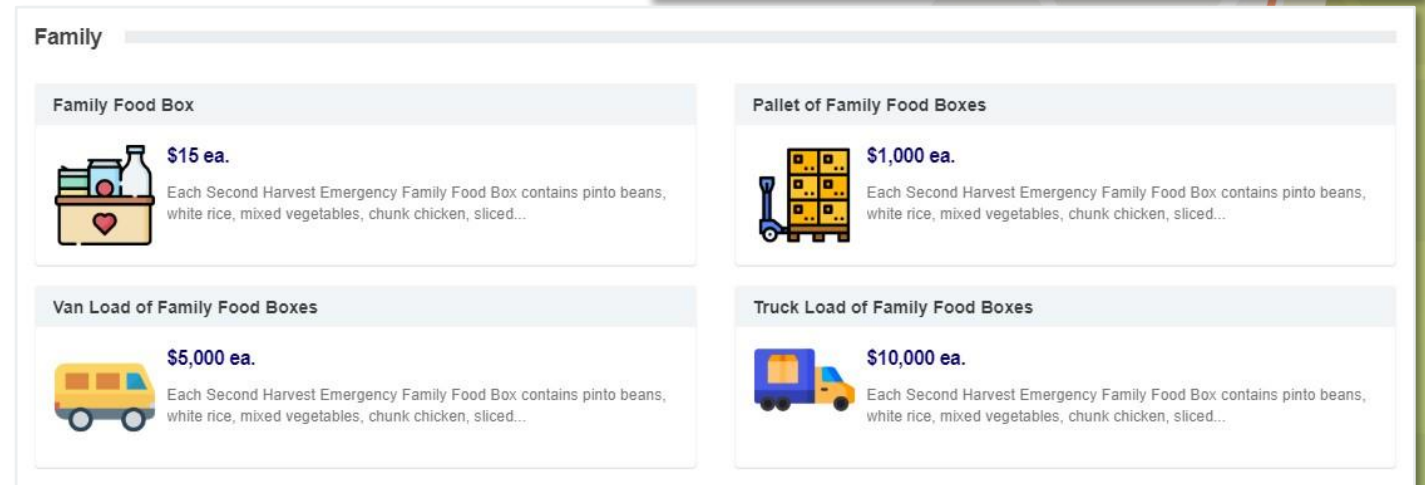 Family
Family Food Box
$15 ea.
Each Second Harvest Emergency Family Food Box contains pinto beans,
white rice, mixed vegetables, chunk chicken, sliced...
Pallet of Family Food Boxes
$1,000 ea.
Each Second Harvest Emergency Family Food Box contains pinto beans,
white rice, mixed vegetables, chunk chicken, sliced...
Van Load of Family Food Boxes
$5,000 ea.
Each Second Harvest Emergency Family Food Box contains pinto beans,
white rice, mixed vegetables, chunk chicken, sliced...
Truck Load of Family Food Boxes
$10,000 ea.
Each Second Harvest Emergency Family Food Box contains pinto beans,
white rice, mixed vegetables, chunk chicken, sliced...